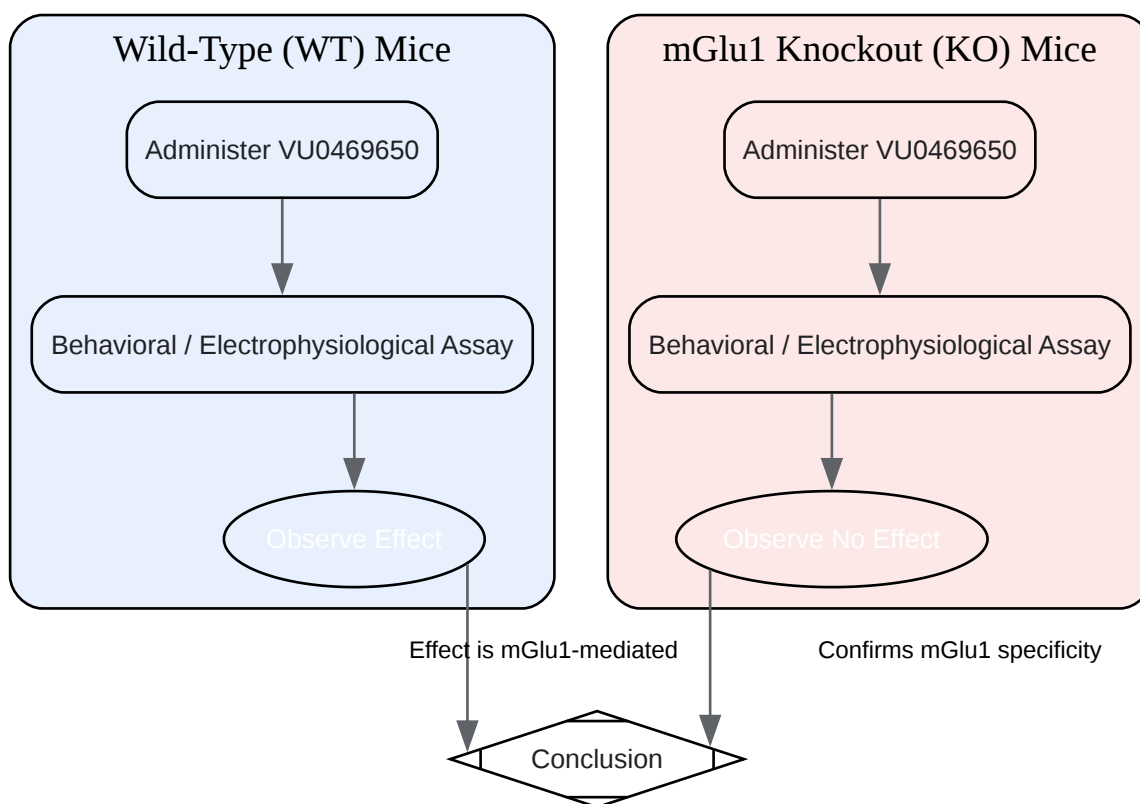 Wild-Type (WT) Mice
Administer VU0469650
Behavioral / Electrophysiological Assay
Observe Effect
mGlu1 Knockout (KO) Mice
Administer VU0469650
Behavioral / Electrophysiological Assay
Observe No Effect
Effect is mGlu1-mediated
Confirms mGlu1 specificity
Conclusion